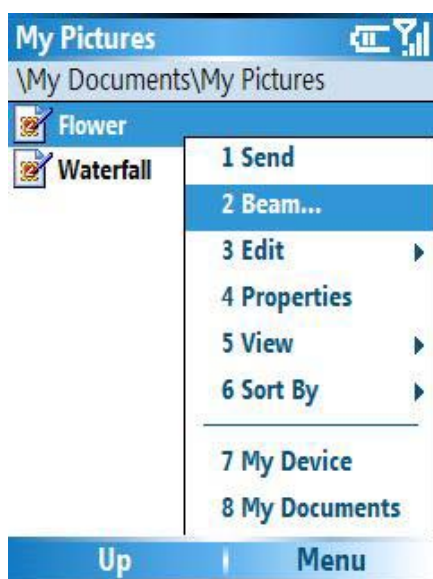 My Pictures
\My Documents\My Pictures
Flower
Waterfall
1 Send
2 Beam...
3 Edit
4 Properties
5 View
6 Sort By
7 My Device
8 My Documents
Up Menu